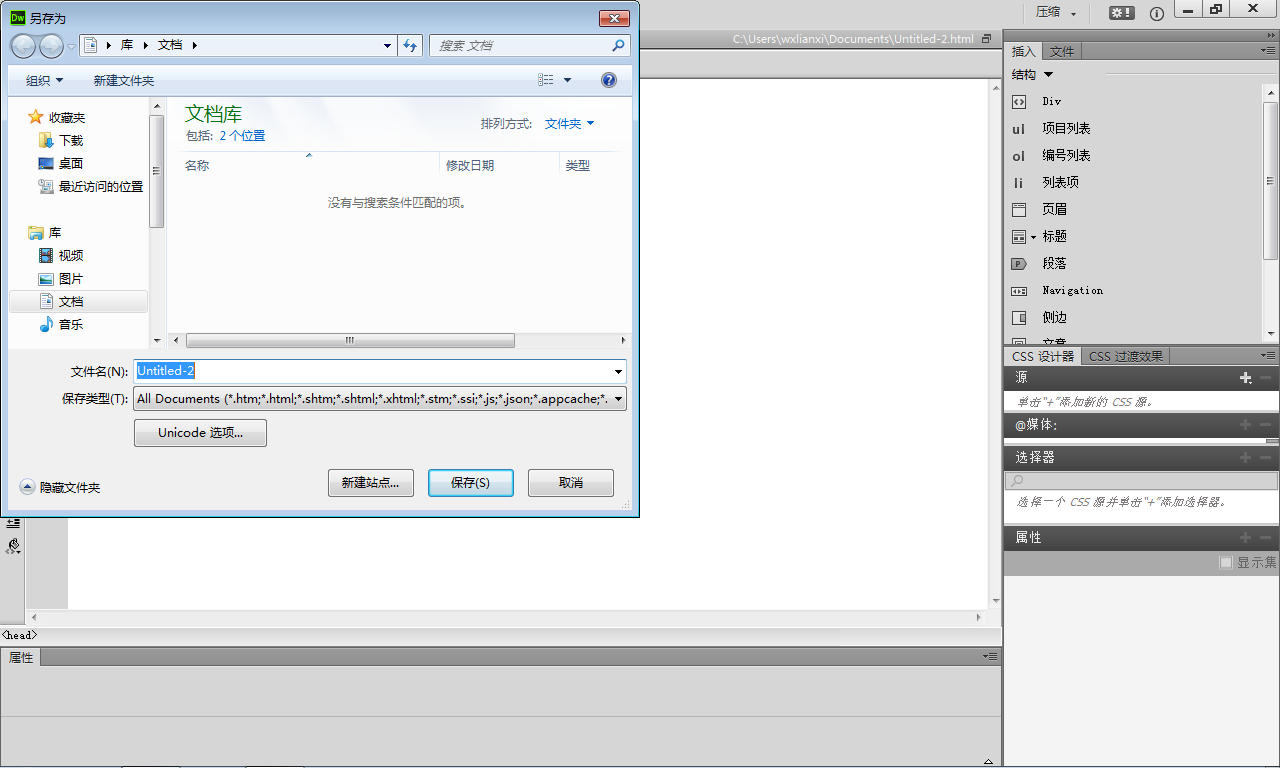 Dw 另存为
压缩
库 文档
搜索 文档
C:\Users\wxlianxi\Documents\Untitled-2.html
组织 新建文件夹
收藏夹
下载
桌面
最近访问的位置
库
视频
图片
文档
音乐
文档库
包括: 2 个位置
排列方式: 文件夹
名称 修改日期 类型
没有与搜索条件匹配的项。
文件名(N): Untitled-2
保存类型(T): All Documents (*.htm;*.html;*.shtm;*.shtml;*.xhtml;*.stm;*.ssi;*.js;*.json;*.appcache;*.
Unicode 选项...
隐藏文件夹
新建站点... 保存(S) 取消
<head>
属性
插入 文件
结构
Div
ul 项目列表
ol 编号列表
li 列表项
页眉
标题
P 段落
Navigation
侧边
CSS 设计器 CSS 过渡效果
源
单击"+"添加新的 CSS 源。
@媒体:
选择器
选择一个 CSS 源并单击"+"添加选择器。
属性
显示集